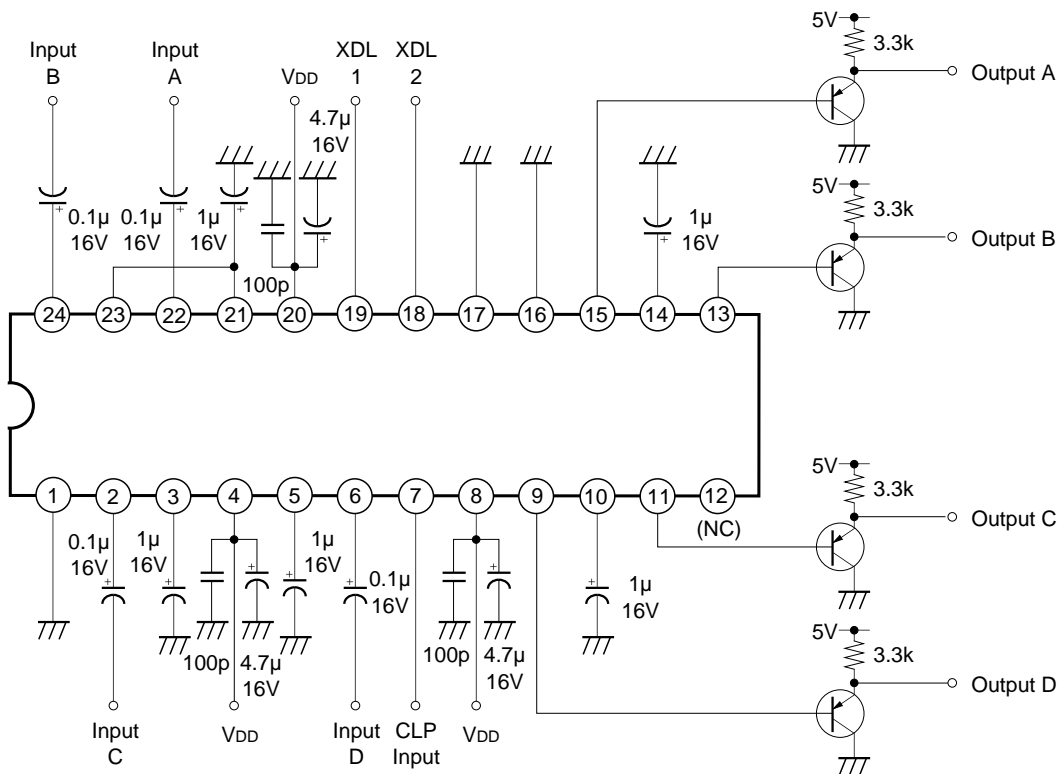 5V
3.3k
Output A
Input
B
Input
A
VDD
XDL
1
XDL
2
4.7µ
16V
0.1µ
16V
0.1µ
16V
1µ
16V
100p
1µ
16V
5V
3.3k
Output B
24 23 22 21 20 19 18 17 16 15 14 13
1 2 3 4 5 6 7 8 9 10 11 12
(NC)
0.1µ
16V
1µ
16V
100p
4.7µ
16V
1µ
16V
0.1µ
16V
100p
4.7µ
16V
1µ
16V
Input
C
VDD
Input
D
CLP
Input
VDD
5V
3.3k
Output C
5V
3.3k
Output D